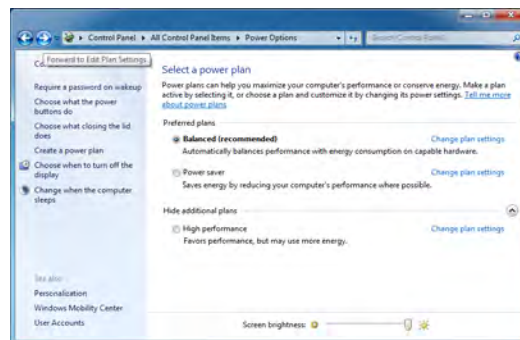 Control Panel ▸ All Control Panel Items ▸ Power Options
Search Control Panel
Forward to Edit Plan Settings
Require a password on wakeup
Choose what the power
buttons do
Choose what closing the lid
does
Create a power plan
Choose when to turn off the
display
Change when the computer
sleeps
See also
Personalization
Windows Mobility Center
User Accounts
Select a power plan
Power plans can help you maximize your computer's performance or conserve energy. Make a plan
active by selecting it, or choose a plan and customize it by changing its power settings. Tell me more
about power plans
Preferred plans
Balanced (recommended) Change plan settings
Automatically balances performance with energy consumption on capable hardware.
Power saver Change plan settings
Saves energy by reducing your computer's performance where possible.
Hide additional plans
High performance Change plan settings
Favors performance, but may use more energy.
Screen brightness: